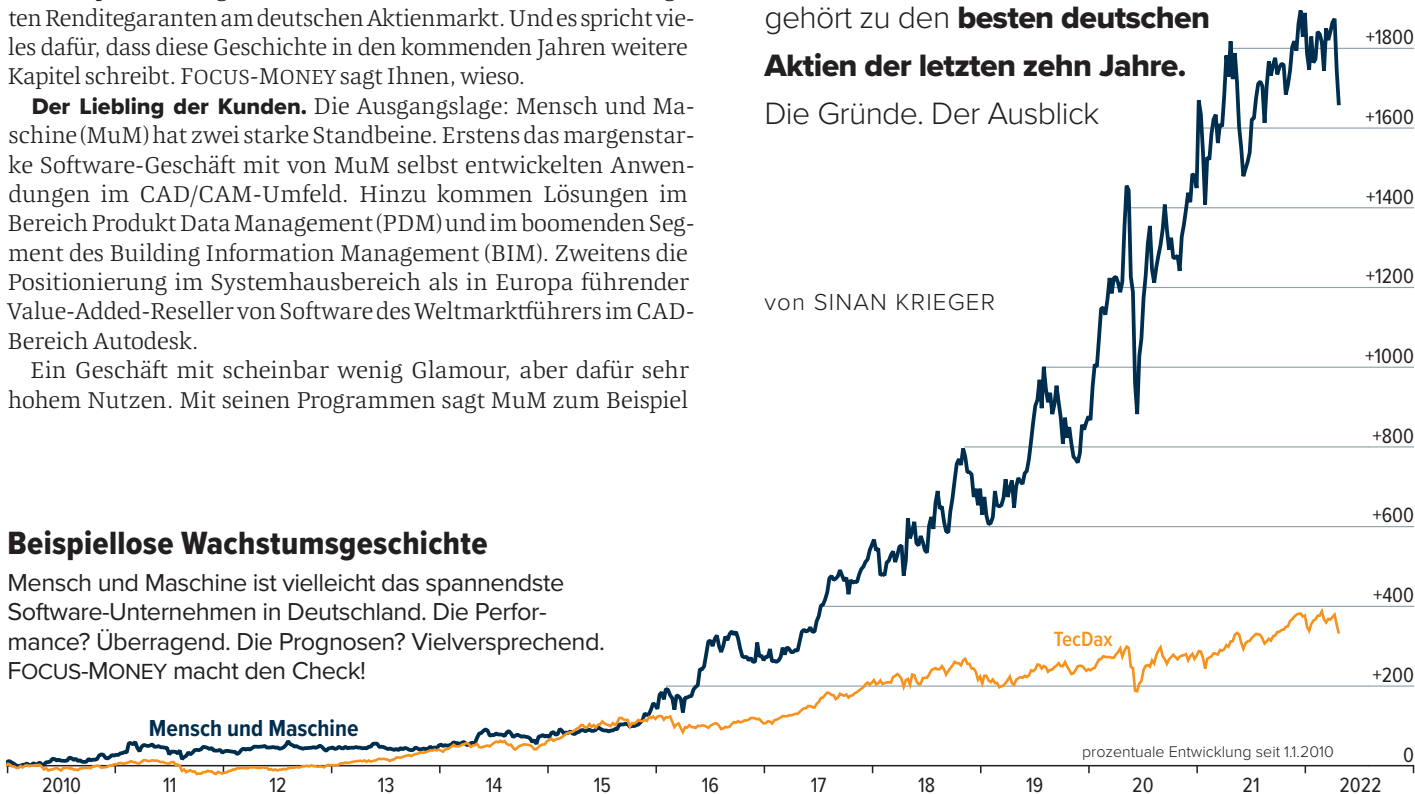 ten Renditegaranten am deutschen Aktienmarkt. Und es spricht vie-
les dafür, dass diese Geschichte in den kommenden Jahren weitere
Kapitel schreibt. FOCUS-MONEY sagt Ihnen, wieso.
Der Liebling der Kunden. Die Ausgangslage: Mensch und Ma-
schine (MuM) hat zwei starke Standbeine. Erstens das margenstar-
ke Software-Geschäft mit von MuM selbst entwickelten Anwen-
dungen im CAD/CAM-Umfeld. Hinzu kommen Lösungen im
Bereich Produkt Data Management (PDM) und im boomenden Seg-
ment des Building Information Management (BIM). Zweitens die
Positionierung im Systemhausbereich als in Europa führender
Value-Added-Reseller von Software des Weltmarktführers im CAD-
Bereich Autodesk.
Ein Geschäft mit scheinbar wenig Glamour, aber dafür sehr
hohem Nutzen. Mit seinen Programmen sagt MuM zum Beispiel
gehört zu den besten deutschen
Aktien der letzten zehn Jahre.
Die Gründe. Der Ausblick
von SINAN KRIEGER
Beispiellose Wachstumsgeschichte
Mensch und Maschine ist vielleicht das spannendste
Software-Unternehmen in Deutschland. Die Perfor-
mance? Überragend. Die Prognosen? Vielversprechend.
FOCUS-MONEY macht den Check!
+1800
+1600
+1400
+1200
+1000
+800
+600
+400
+200
0
TecDax
Mensch und Maschine
prozentuale Entwicklung seit 1.1.2010
2010 11 12 13 14 15 16 17 18 19 20 21 2022